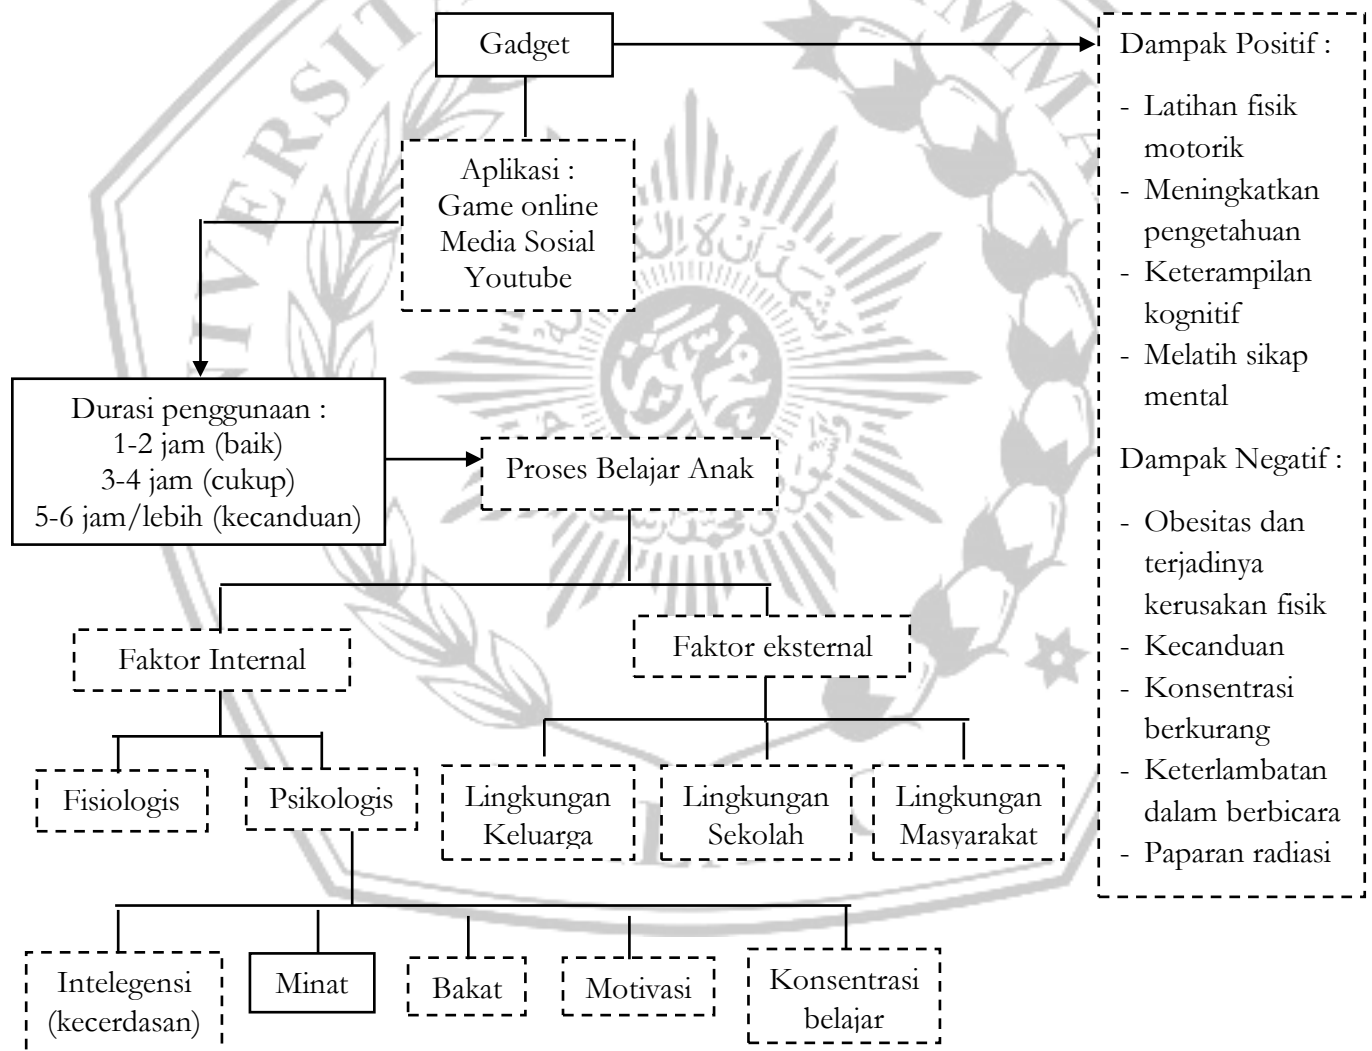 Gadget
Aplikasi :
Game online
Media Sosial
Youtube
Durasi penggunaan :
1-2 jam (baik)
3-4 jam (cukup)
5-6 jam/lebih (kecanduan)
Proses Belajar Anak
Faktor Internal
Faktor eksternal
Fisiologis
Psikologis
Lingkungan
Keluarga
Lingkungan
Sekolah
Lingkungan
Masyarakat
Intelegensi
(kecerdasan)
Minat
Bakat
Motivasi
Konsentrasi
belajar
Dampak Positif :
- Latihan fisik
motorik
- Meningkatkan
pengetahuan
- Keterampilan
kognitif
- Melatih sikap
mental
Dampak Negatif :
- Obesitas dan
terjadinya
kerusakan fisik
- Kecanduan
- Konsentrasi
berkurang
- Keterlambatan
dalam berbicara
- Paparan radiasi